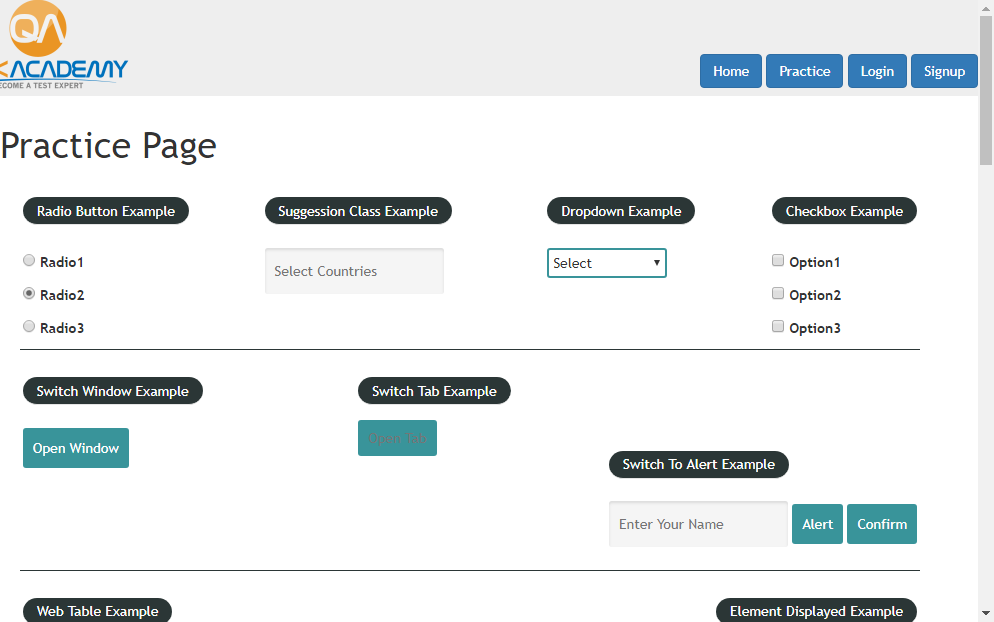 QA
ACADEMY
ECOME A TEST EXPERT
Home Practice Login Signup
Practice Page
Radio Button Example Suggession Class Example Dropdown Example Checkbox Example
Radio1 Select Countries Select Option1
Radio2 Option2
Radio3 Option3
Switch Window Example Switch Tab Example
Open Window Open Tab
Switch To Alert Example
Enter Your Name Alert Confirm
Web Table Example Element Displayed Example